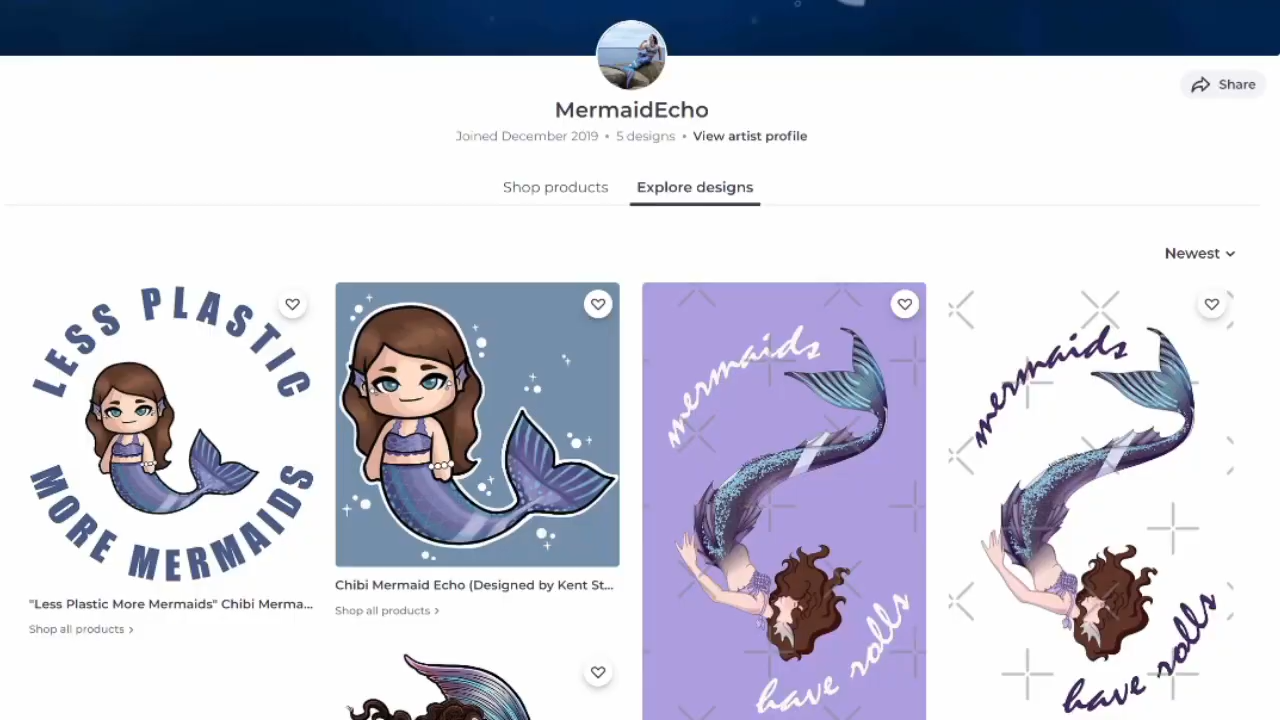 Share
MermaidEcho
Joined December 2019 • 5 designs • View artist profile
Shop products
Explore designs
Newest
LESS PLASTIC
MORE MERMAIDS
"Less Plastic More Mermaids" Chibi Merma...
Shop all products
Chibi Mermaid Echo (Designed by Kent St...
Shop all products
mermaids
have rolls
mermaids
have rolls